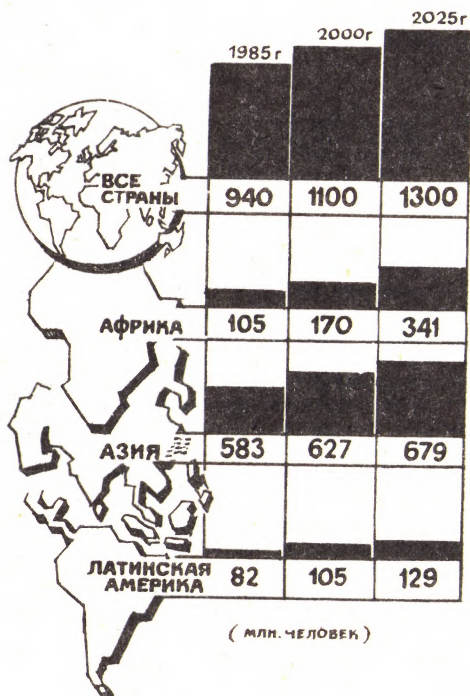 1985г 2000г 2025г
ВСЕ
СТРАНЫ 940 1100 1300
АФРИКА 105 170 341
АЗИЯ 583 627 679
ЛАТИНСКАЯ
АМЕРИКА 82 105 129
(МЛН. ЧЕЛОВЕК)